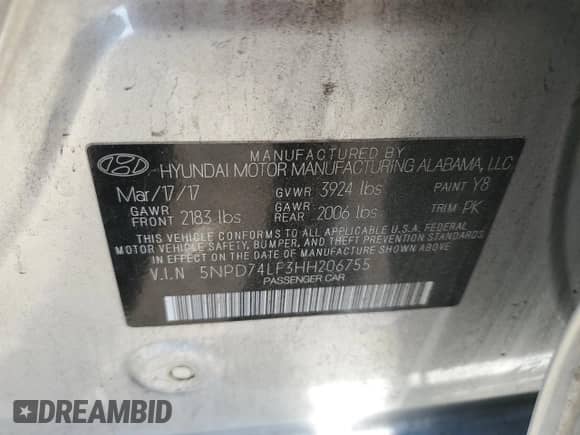 MANUFACTURED BY
HYUNDAI MOTOR MANUFACTURING ALABAMA, LLC
Mar/17/17 GVWR 3924 lbs PAINT Y8
GAWR FRONT 2183 lbs GAWR REAR 2006 lbs TRIM PK
THIS VEHICLE CONFORMS TO ALL APPLICABLE U.S.A. FEDERAL
MOTOR VEHICLE SAFETY, BUMPER, AND THEFT PREVENTION STANDARDS
IN EFFECT ON THE DATE OF MANUFACTURE SHOWN ABOVE.
V.I.N 5NPD74LF3HH206755
PASSENGER CAR
DREAMBID